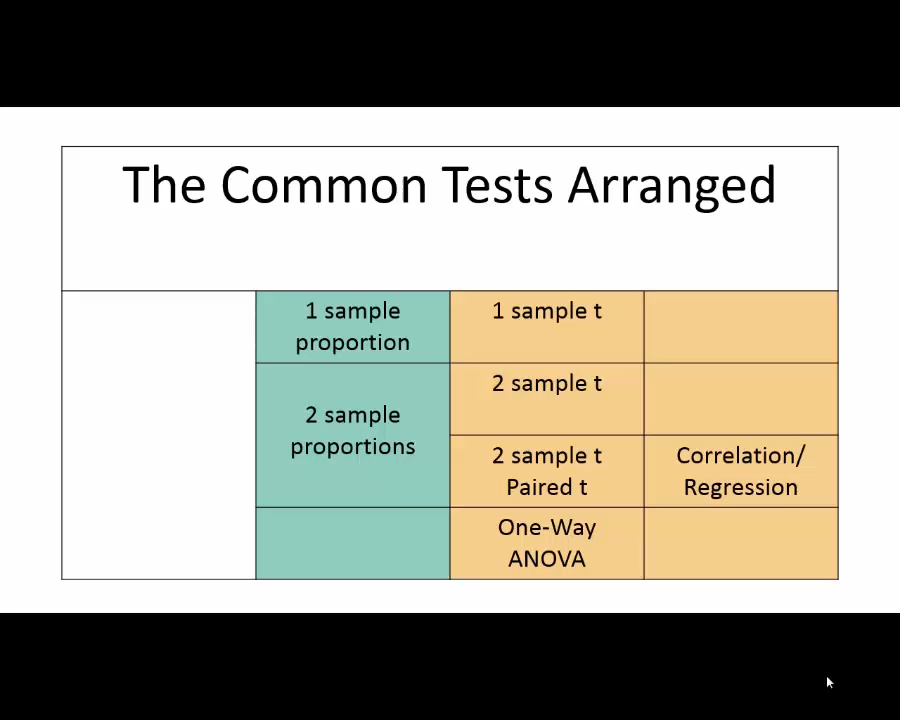 The Common Tests Arranged
1 sample
proportion
1 sample t
2 sample
proportions
2 sample t
2 sample t
Paired t
Correlation/
Regression
One-Way
ANOVA